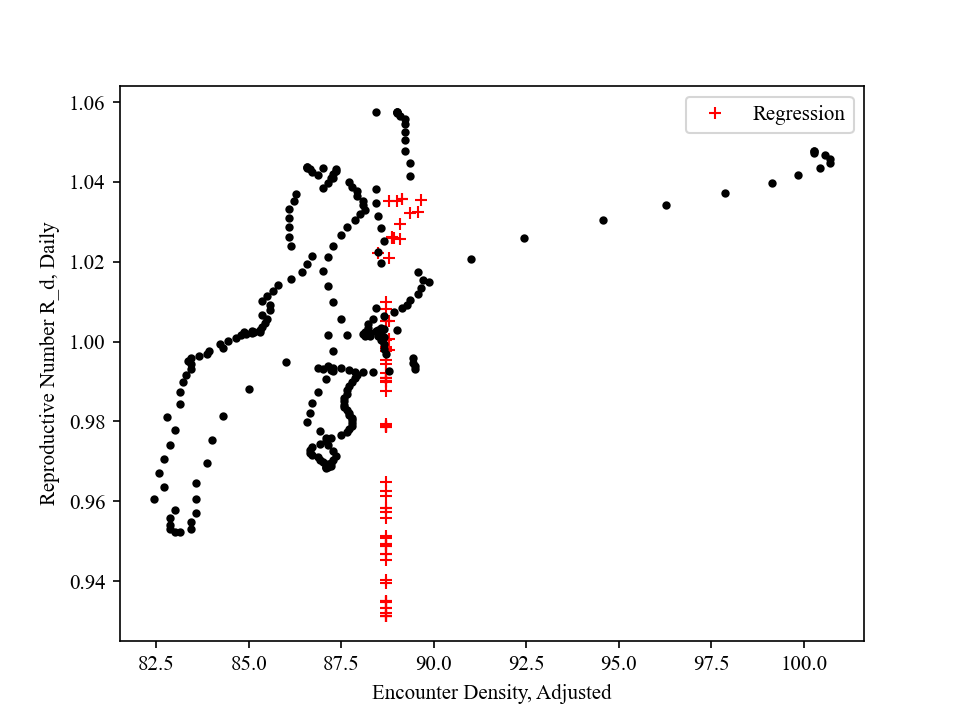 Regression
1.06
1.04
1.02
1.00
0.98
0.96
0.94
Reproductive Number R_d, Daily
82.5 85.0 87.5 90.0 92.5 95.0 97.5 100.0
Encounter Density, Adjusted